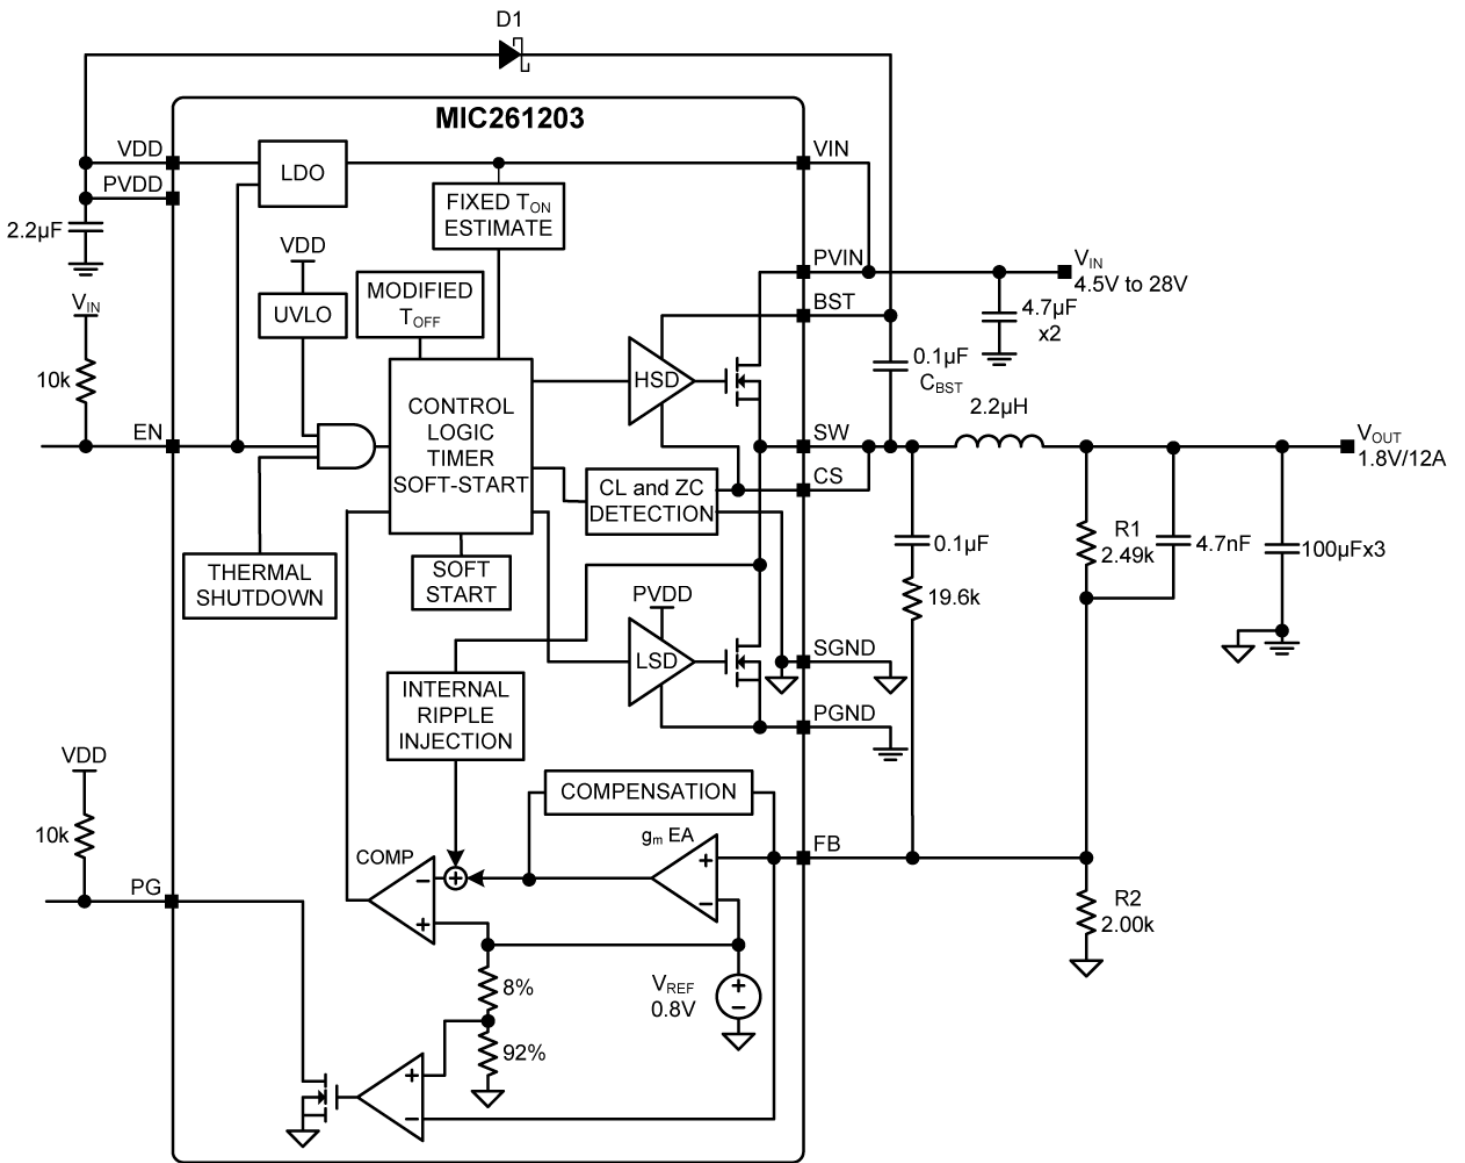 D1
MIC261203
VDD
LDO
VIN
PVDD
FIXED TON
ESTIMATE
2.2µF
VDD
PVIN
VIN
4.5V to 28V
MODIFIED
TOFF
BST
4.7µF
x2
VIN
UVLO
10k
HSD
0.1µF
CBST
2.2µH
CONTROL
LOGIC
TIMER
SOFT-START
EN
SW
VOUT
1.8V/12A
CS
CL and ZC
DETECTION
0.1µF
R1
2.49k
4.7nF
100µFx3
THERMAL
SHUTDOWN
SOFT
START
PVDD
19.6k
LSD
SGND
INTERNAL
RIPPLE
INJECTION
PGND
VDD
COMPENSATION
10k
gm EA
FB
COMP
+
–
+
–
+
PG
R2
2.00k
8%
VREF
0.8V
+
–
92%
+
–